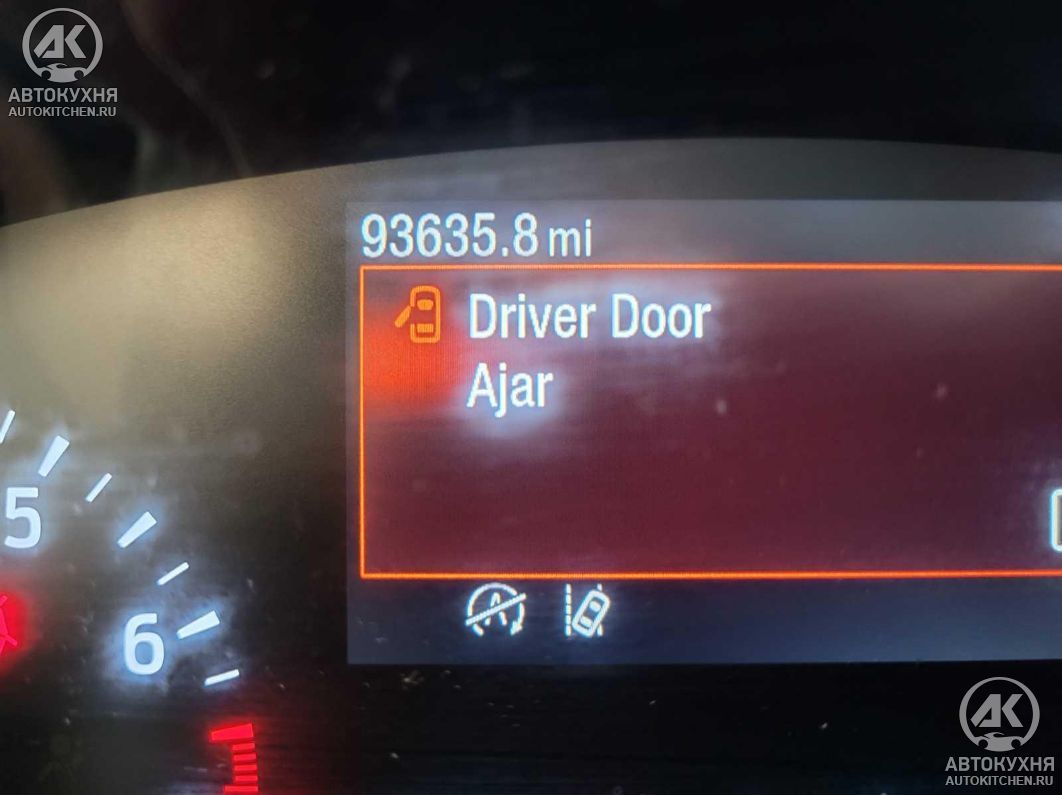 АК
АВТОКУХНЯ
AUTOKITCHEN.RU
93635.8 mi
Driver Door
Ajar
5
6
A
АК
АВТОКУХНЯ
AUTOKITCHEN.RU